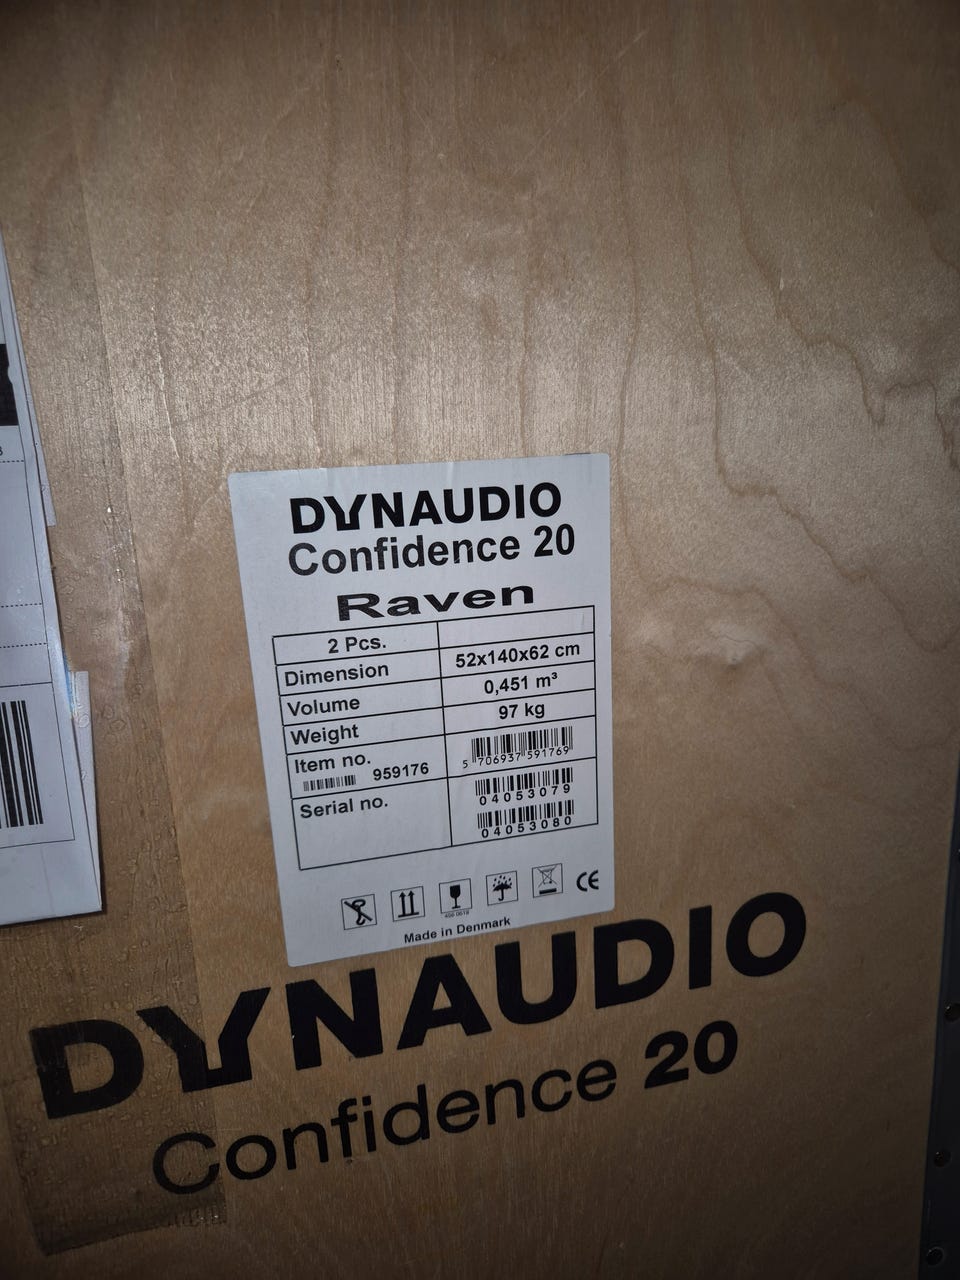 DYNAUDIO
Confidence 20
Raven
2 Pcs.
Dimension 52x140x62 cm
Volume 0,451 m³
Weight 97 kg
Item no. 959176 5 706937 591769
Serial no. 04053079
04053080
CE
Made in Denmark
DYNAUDIO
Confidence 20